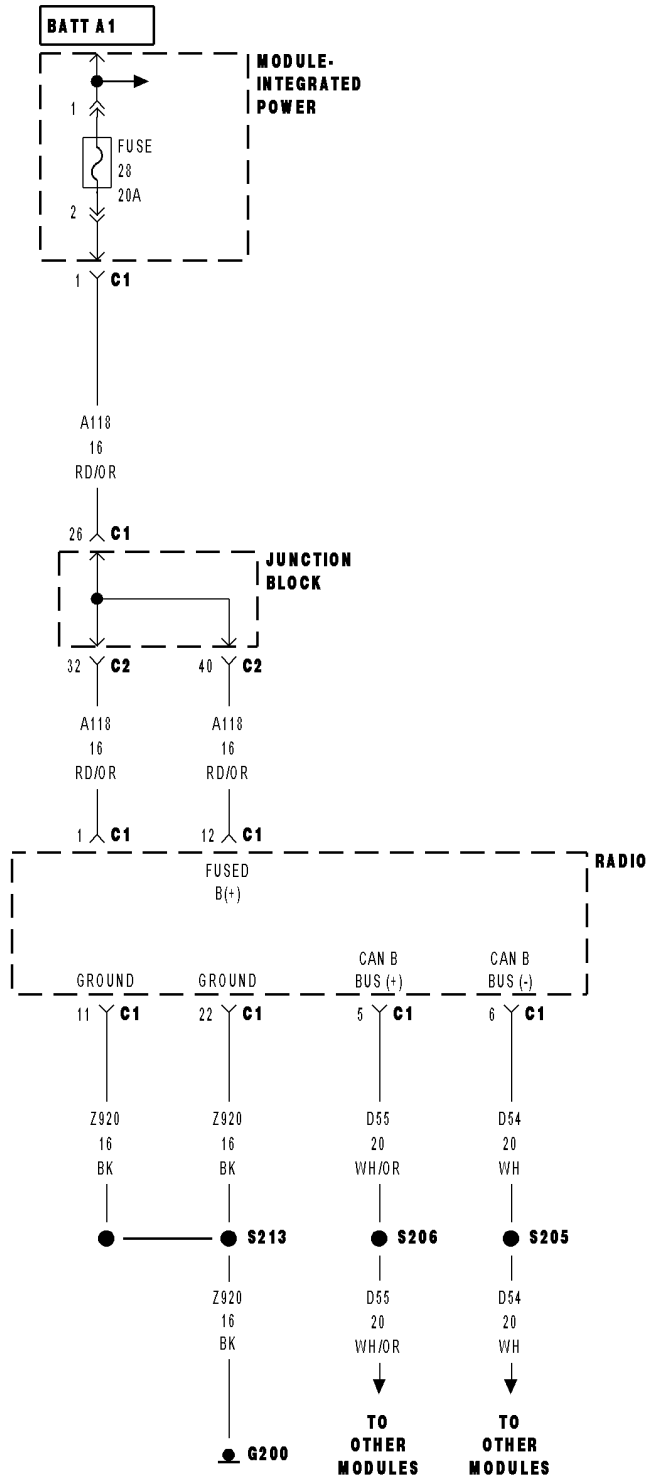 BATT A1
MODULE-
INTEGRATED
POWER
1
FUSE
28
20A
2
1 C1
A118
16
RD/OR
26 C1
JUNCTION
BLOCK
32 C2 40 C2
A118 A118
16 16
RD/OR RD/OR
1 C1 12 C1
RADIO
FUSED
B(+)
CAN B CAN B
GROUND GROUND BUS (+) BUS (-)
11 C1 22 C1 5 C1 6 C1
Z920 Z920 D55 D54
16 16 20 20
BK BK WH/OR WH
S213 S206 S205
Z920 D55 D54
16 20 20
BK WH/OR WH
G200
TO TO
OTHER OTHER
MODULES MODULES